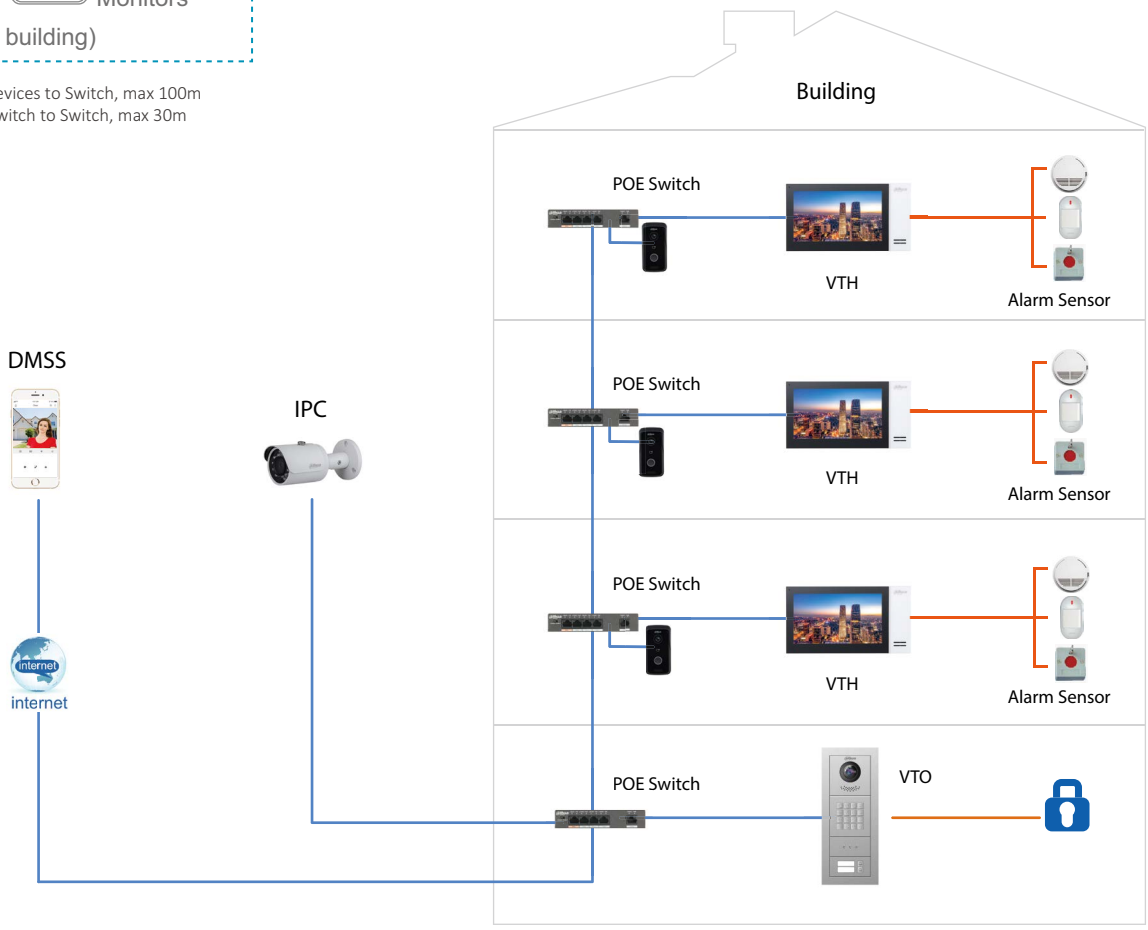 Monitors
building)
evices to Switch, max 100m
witch to Switch, max 30m
Building
POE Switch
VTH
Alarm Sensor
DMSS
POE Switch
IPC
VTH
Alarm Sensor
POE Switch
internet
internet
VTH
Alarm Sensor
POE Switch
VTO